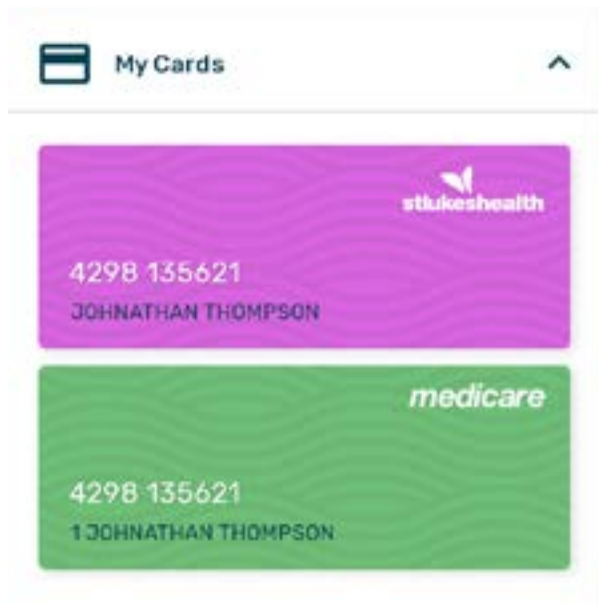 My Cards
stlukeshealth
4298 135621
JOHNATHAN THOMPSON
medicare
4298 135621
1 JOHNATHAN THOMPSON